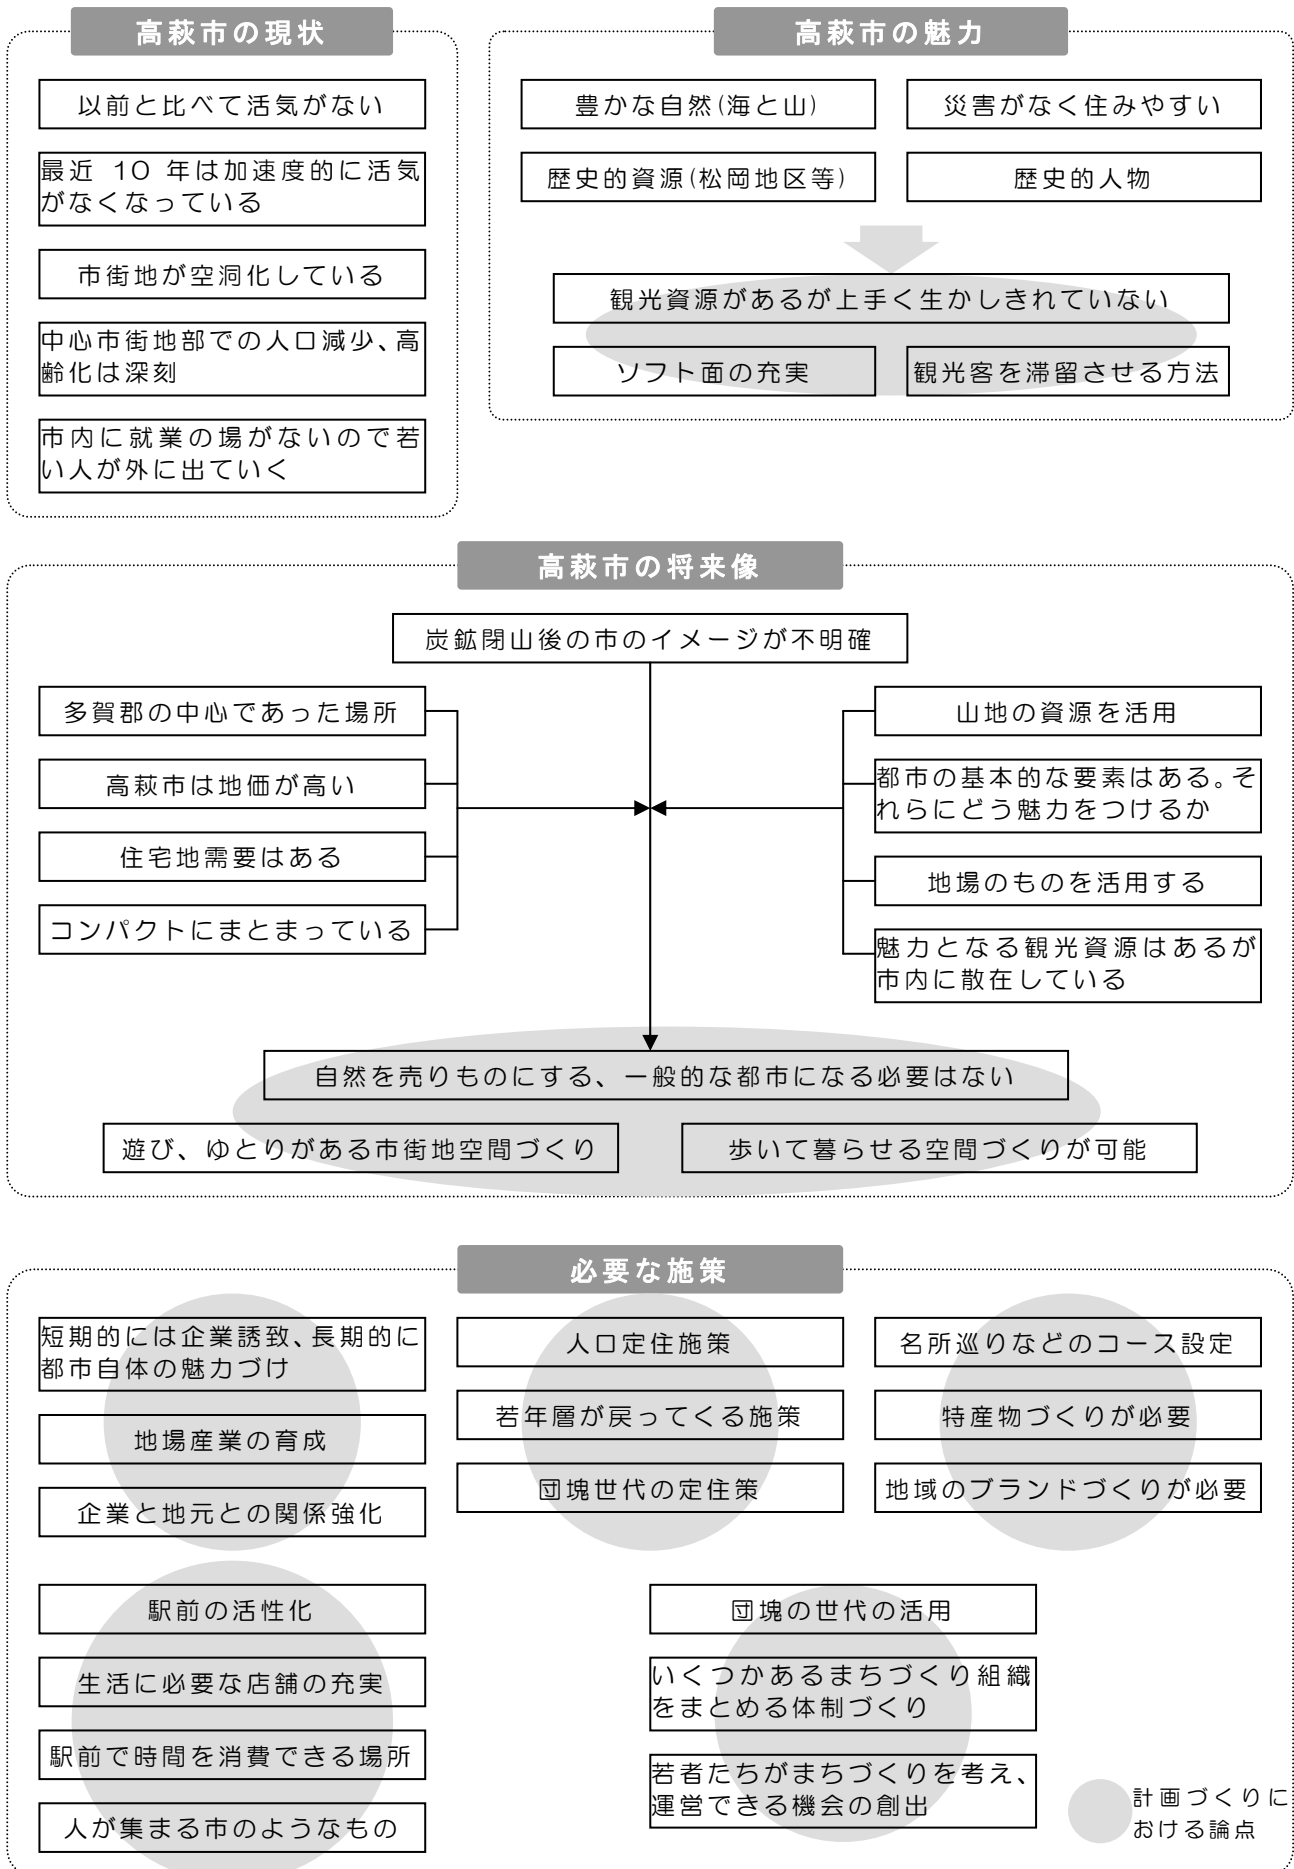 高萩市の現状
以前と比べて活気がない
最近 10 年は加速度的に活気
がなくなっている
市街地が空洞化している
中心市街地部での人口減少、高
齢化は深刻
市内に就業の場がないので若
い人が外に出ていく
高萩市の魅力
豊かな自然(海と山)
災害がなく住みやすい
歴史的資源(松岡地区等)
歴史的人物
観光資源があるが上手く生かしきれていない
ソフト面の充実
観光客を滞留させる方法
高萩市の将来像
炭鉱閉山後の市のイメージが不明確
多賀郡の中心であった場所
高萩市は地価が高い
住宅地需要はある
コンパクトにまとまっている
山地の資源を活用
都市の基本的な要素はある。そ
れらにどう魅力をつけるか
地場のものを活用する
魅力となる観光資源はあるが
市内に散在している
自然を売りものにする、一般的な都市になる必要はない
遊び、ゆとりがある市街地空間づくり
歩いて暮らせる空間づくりが可能
必要な施策
短期的には企業誘致、長期的に
都市自体の魅力づけ
地場産業の育成
企業と地元との関係強化
人口定住施策
若年層が戻ってくる施策
団塊世代の定住策
名所巡りなどのコース設定
特産物づくりが必要
地域のブランドづくりが必要
駅前の活性化
生活に必要な店舗の充実
駅前で時間を消費できる場所
人が集まる市のようなもの
団塊の世代の活用
いくつかあるまちづくり組織
をまとめる体制づくり
若者たちがまちづくりを考え、
運営できる機会の創出
計画づくりに
おける論点